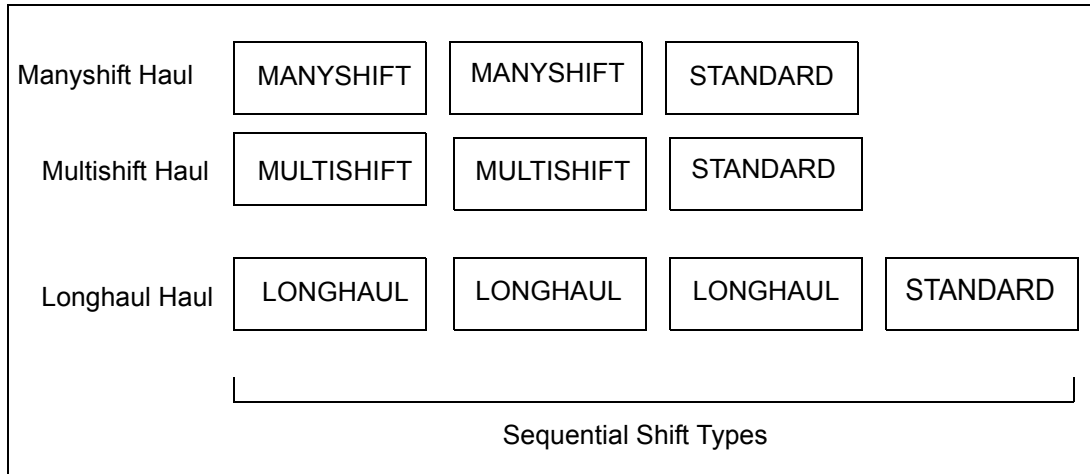 Manyshift Haul MANYSHIFT MANYSHIFT STANDARD
Multishift Haul MULTISHIFT MULTISHIFT STANDARD
Longhaul Haul LONGHAUL LONGHAUL LONGHAUL STANDARD
Sequential Shift Types